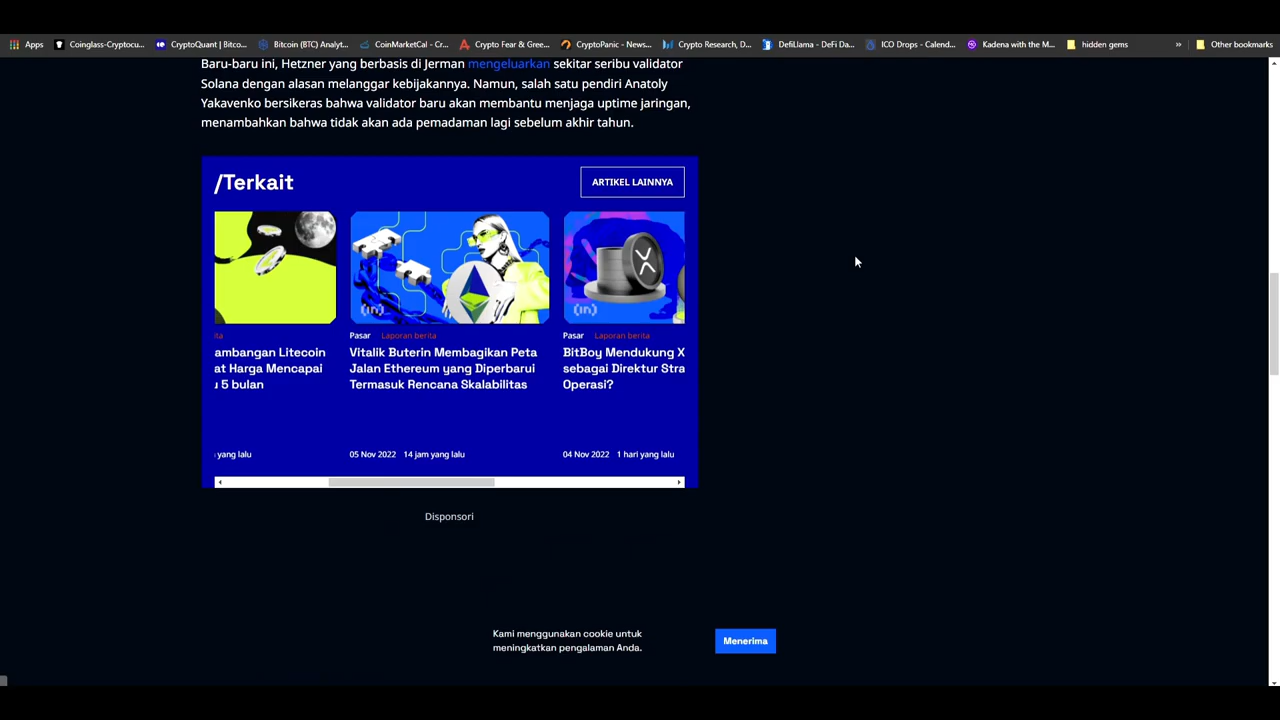 Apps
Coinglass-Cryptocu...
CryptoQuant | Bitco...
Bitcoin (BTC) Analyt...
CoinMarketCal - Cr...
Crypto Fear & Gree...
CryptoPanic - News...
Crypto Research, D...
DefiLlama - DeFi Da...
ICO Drops - Calend...
Kadena with the M...
hidden gems
»
Other bookmarks
Baru-baru ini, Hetzner yang berbasis di Jerman mengeluarkan sekitar seribu validator
Solana dengan alasan melanggar kebijakannya. Namun, salah satu pendiri Anatoly
Yakavenko bersikeras bahwa validator baru akan membantu menjaga uptime jaringan,
menambahkan bahwa tidak akan ada pemadaman lagi sebelum akhir tahun.
/Terkait
ARTIKEL LAINNYA
ita
ambangan Litecoin
at Harga Mencapai
u 5 bulan
yang lalu
(in)
Pasar Laporan berita
Vitalik Buterin Membagikan Peta
Jalan Ethereum yang Diperbarui
Termasuk Rencana Skalabilitas
05 Nov 2022 14 jam yang lalu
(in)
Pasar Laporan berita
BitBoy Mendukung X
sebagai Direktur Stra
Operasi?
04 Nov 2022 1 hari yang lalu
Disponsori
Kami menggunakan cookie untuk
meningkatkan pengalaman Anda.
Menerima